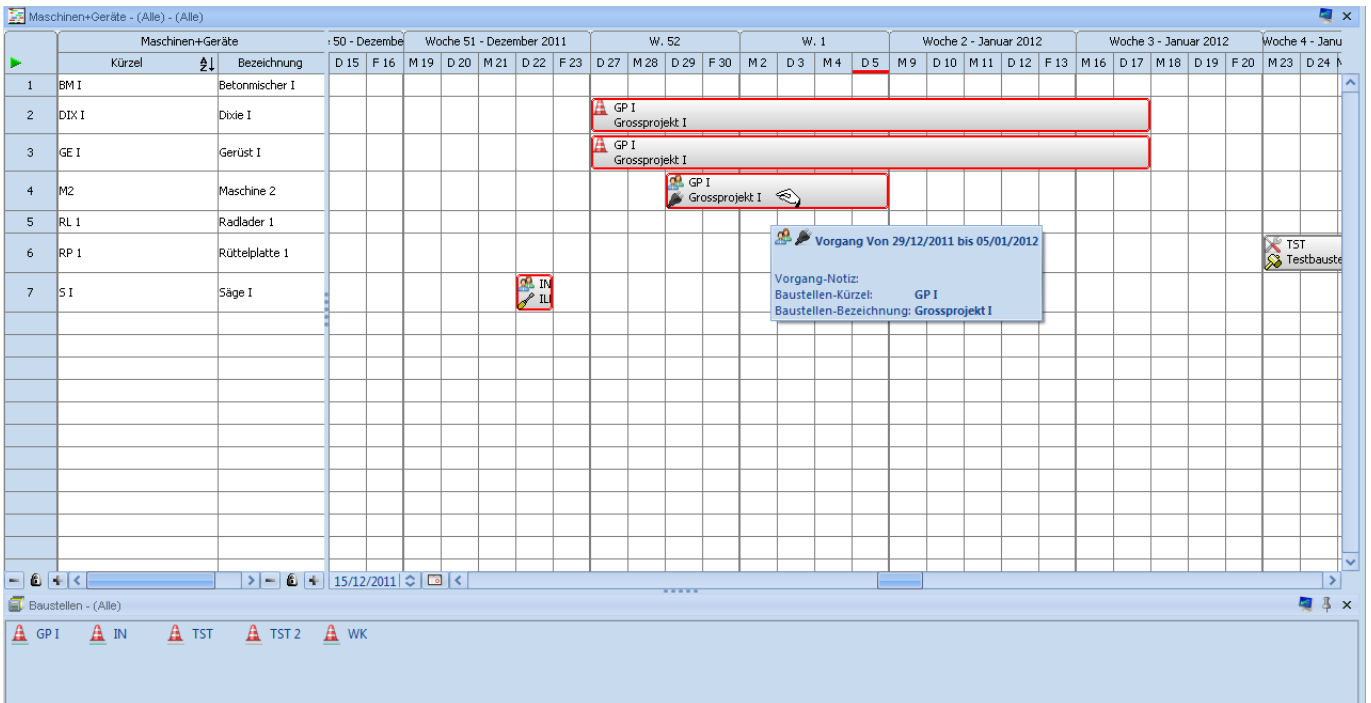 Maschinen+Geräte - (Alle) - (Alle)
Maschinen+Geräte
50 - Dezembe
Woche 51 - Dezember 2011
W. 52
W. 1
Woche 2 - Januar 2012
Woche 3 - Januar 2012
Woche 4 - Janu
Kürzel
Bezeichnung
D 15 F 16 M 19 D 20 M 21 D 22 F 23 D 27 M 28 D 29 F 30 M 2 D 3 M 4 D 5 M 9 D 10 M 11 D 12 F 13 M 16 D 17 M 18 D 19 F 20 M 23 D 24
1 BM I Betonmischer I
2 DIX I Dixie I
GP I
Grossprojekt I
3 GE I Gerüst I
GP I
Grossprojekt I
4 M2 Maschine 2
GP I
Grossprojekt I
5 RL 1 Radlader 1
6 RP 1 Rüttelplatte 1
TST
Testbauste
7 S I Säge I
IN
Vorgang Von 29/12/2011 bis 05/01/2012
Vorgang-Notiz:
Baustellen-Kürzel: GP I
Baustellen-Bezeichnung: Grossprojekt I
15/12/2011
Baustellen - (Alle)
GP I IN TST TST 2 WK